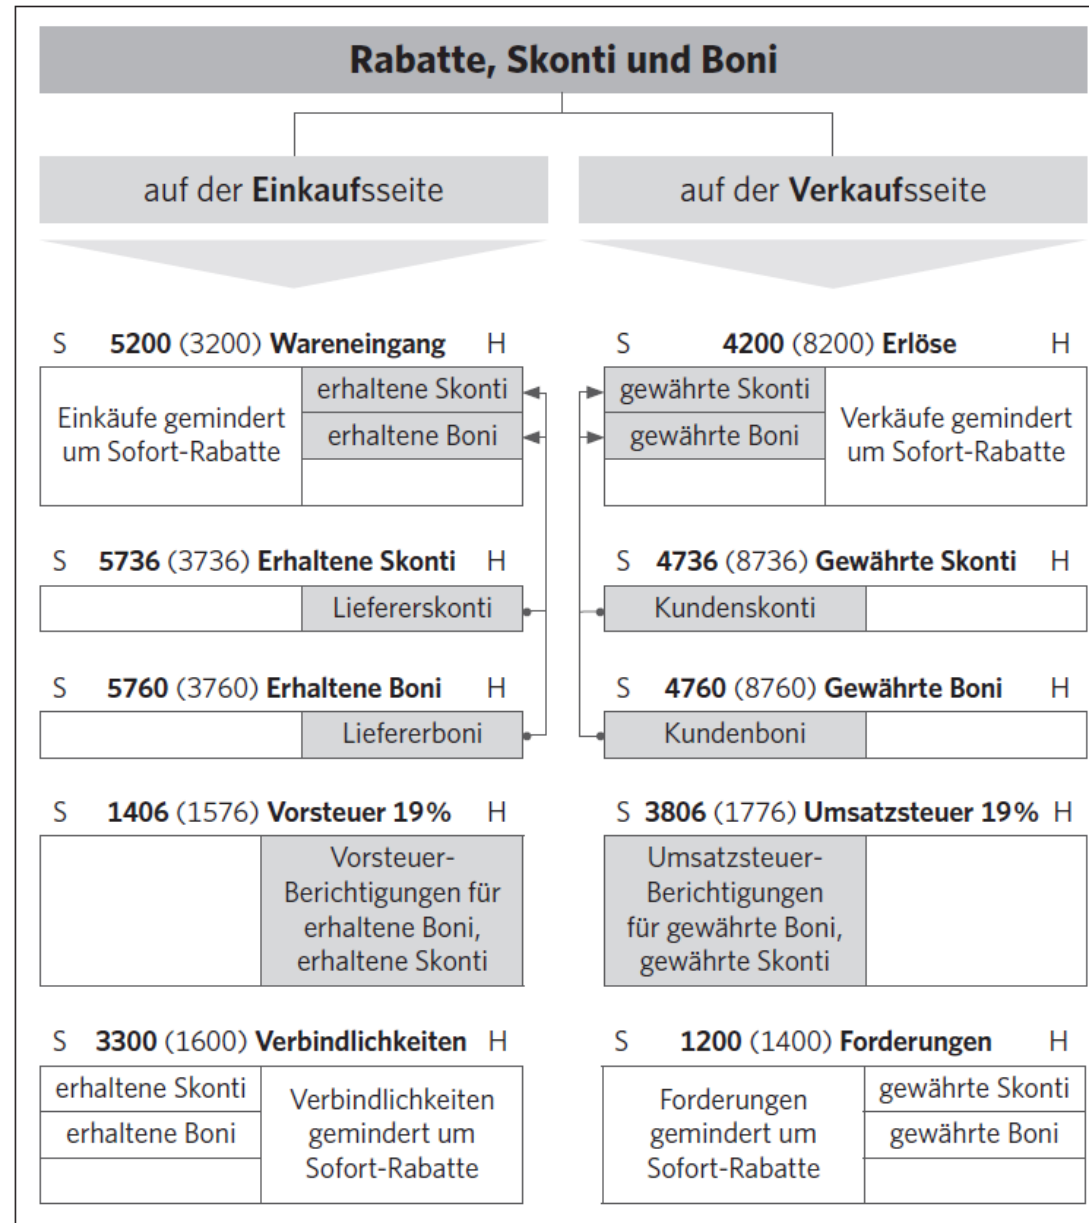 Rabatte, Skonti und Boni
auf der Einkaufsseite
auf der Verkaufsseite
S 5200 (3200) Wareneingang H
Einkäufe gemindert
um Sofort-Rabatte
erhaltene Skonti
erhaltene Boni
S 5736 (3736) Erhaltene Skonti H
Liefererskonti
S 5760 (3760) Erhaltene Boni H
Liefererboni
S 1406 (1576) Vorsteuer 19% H
Vorsteuer-
Berichtigungen für
erhaltene Boni,
erhaltene Skonti
S 3300 (1600) Verbindlichkeiten H
erhaltene Skonti
erhaltene Boni
Verbindlichkeiten
gemindert um
Sofort-Rabatte
S 4200 (8200) Erlöse H
gewährte Skonti
gewährte Boni
Verkäufe gemindert
um Sofort-Rabatte
S 4736 (8736) Gewährte Skonti H
Kundenskonti
S 4760 (8760) Gewährte Boni H
Kundenboni
S 3806 (1776) Umsatzsteuer 19% H
Umsatzsteuer-
Berichtigungen
für gewährte Boni,
gewährte Skonti
S 1200 (1400) Forderungen H
Forderungen
gemindert um
Sofort-Rabatte
gewährte Skonti
gewährte Boni